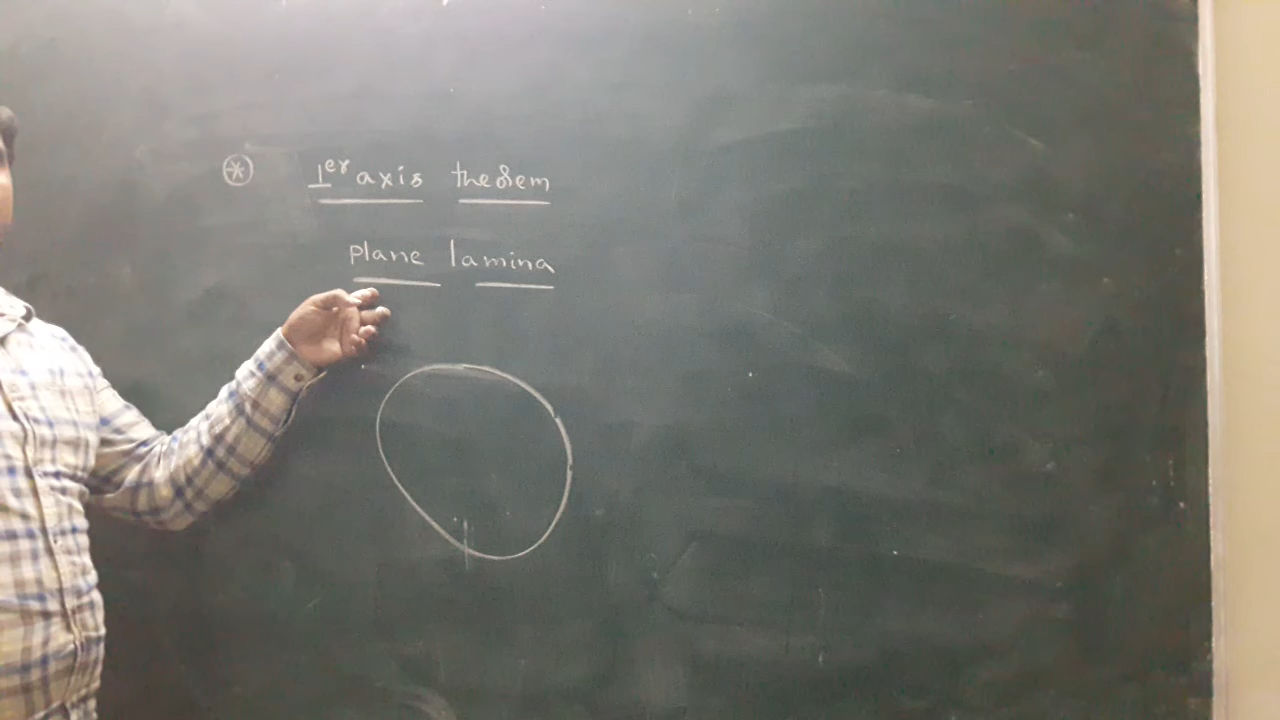 ⊛ ⊥er axis theorem
plane lamina